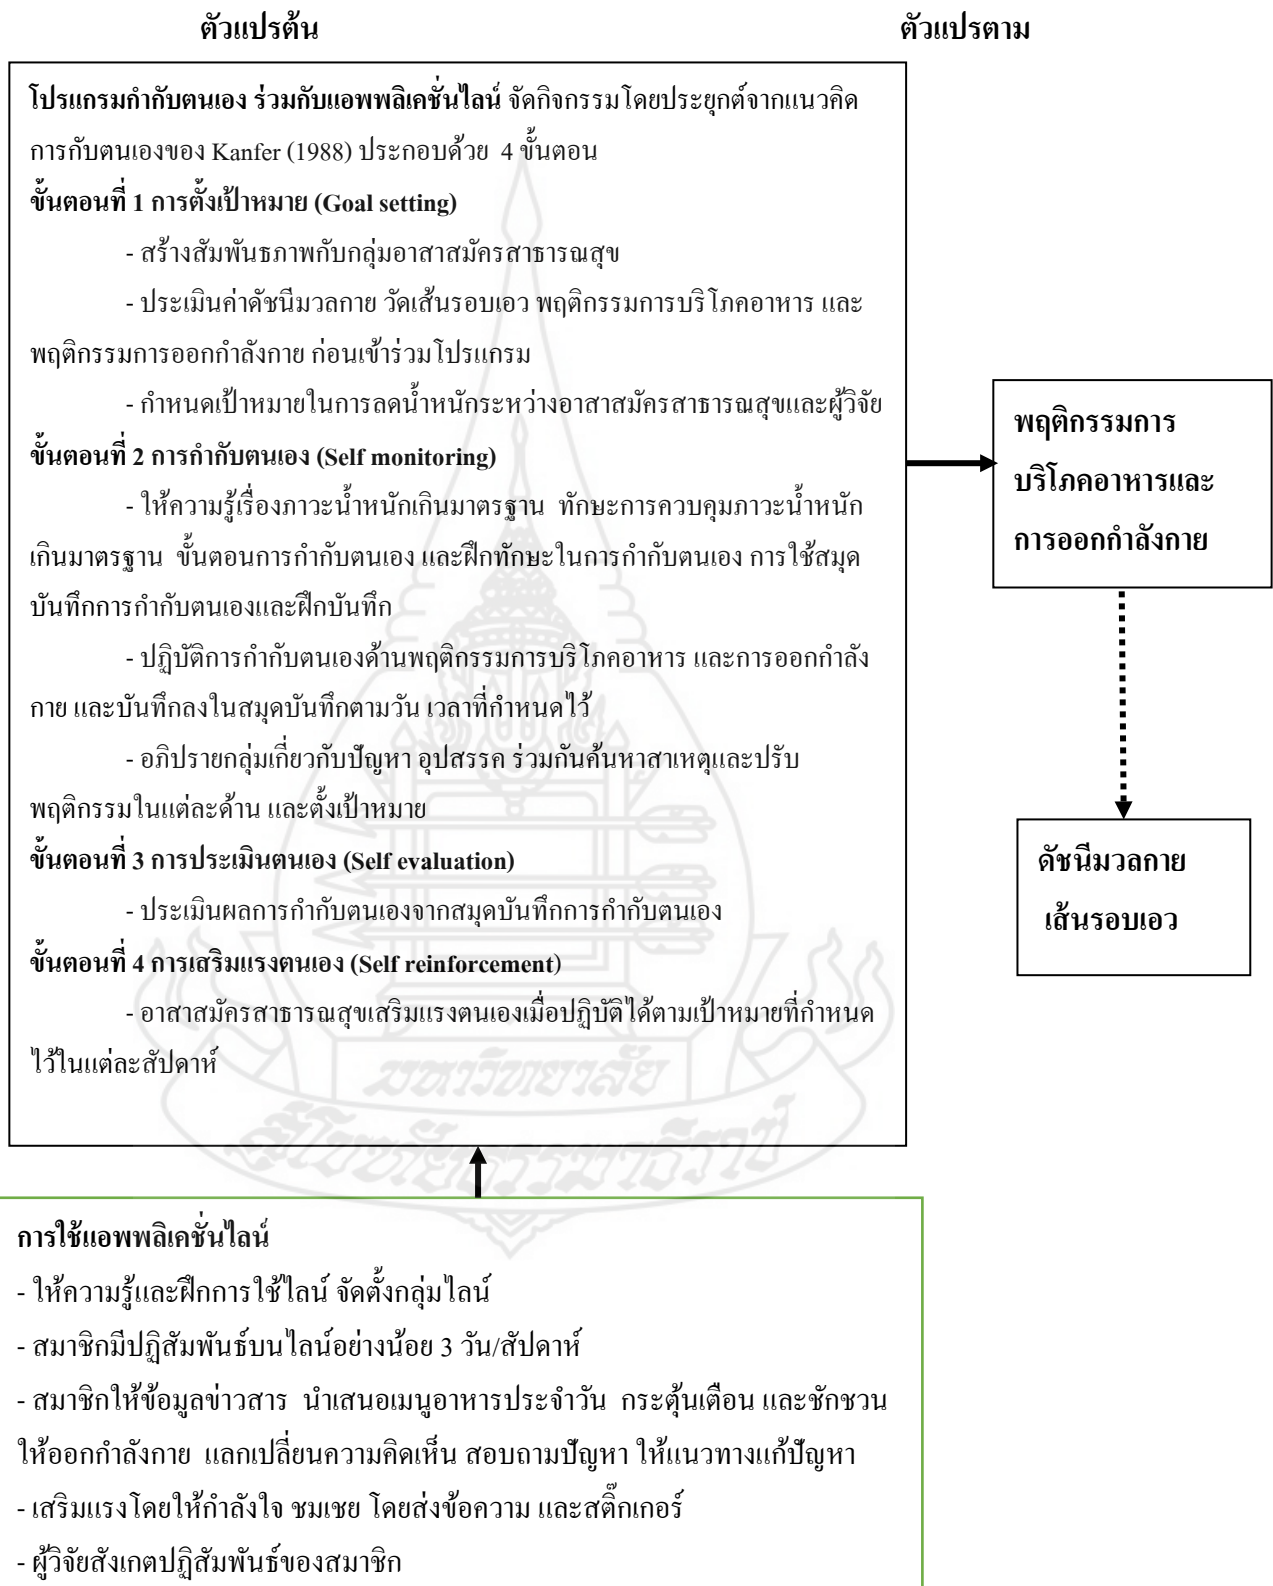 ตัวแปรต้น
ตัวแปรตาม
โปรแกรมกำกับตนเอง ร่วมกับแอพพลิเคชั่นไลน์ จัดกิจกรรมโดยประยุกต์จากแนวคิด
การกับตนเองของ Kanfer (1988) ประกอบด้วย 4 ขั้นตอน
ขั้นตอนที่ 1 การตั้งเป้าหมาย (Goal setting)
- สร้างสัมพันธภาพกับกลุ่มอาสาสมัครสาธารณสุข
- ประเมินค่าดัชนีมวลกาย วัดเส้นรอบเอว พฤติกรรมการบริโภคอาหาร และ
พฤติกรรมการออกกำลังกาย ก่อนเข้าร่วมโปรแกรม
- กำหนดเป้าหมายในการลดน้ำหนักระหว่างอาสาสมัครสาธารณสุขและผู้วิจัย
ขั้นตอนที่ 2 การกำกับตนเอง (Self monitoring)
- ให้ความรู้เรื่องภาวะน้ำหนักเกินมาตรฐาน ทักษะการควบคุมภาวะน้ำหนัก
เกินมาตรฐาน ขั้นตอนการกำกับตนเอง และฝึกทักษะในการกำกับตนเอง การใช้สมุด
บันทึกการกำกับตนเองและฝึกบันทึก
- ปฏิบัติการกำกับตนเองด้านพฤติกรรมการบริโภคอาหาร และการออกกำลัง
กาย และบันทึกลงในสมุดบันทึกตามวัน เวลาที่กำหนดไว้
- อภิปรายกลุ่มเกี่ยวกับปัญหา อุปสรรค ร่วมกันค้นหาสาเหตุและปรับ
พฤติกรรมในแต่ละด้าน และตั้งเป้าหมาย
ขั้นตอนที่ 3 การประเมินตนเอง (Self evaluation)
- ประเมินผลการกำกับตนเองจากสมุดบันทึกการกำกับตนเอง
ขั้นตอนที่ 4 การเสริมแรงตนเอง (Self reinforcement)
- อาสาสมัครสาธารณสุขเสริมแรงตนเองเมื่อปฏิบัติได้ตามเป้าหมายที่กำหนด
ไว้ในแต่ละสัปดาห์
มหาวิทยาลัย
สุโขทัยธรรมาธิราช
พฤติกรรมการ
บริโภคอาหารและ
การออกกำลังกาย
ดัชนีมวลกาย
เส้นรอบเอว
การใช้แอพพลิเคชั่นไลน์
- ให้ความรู้และฝึกการใช้ไลน์ จัดตั้งกลุ่มไลน์
- สมาชิกมีปฏิสัมพันธ์บนไลน์อย่างน้อย 3 วัน/สัปดาห์
- สมาชิกให้ข้อมูลข่าวสาร นำเสนอเมนูอาหารประจำวัน กระตุ้นเตือน และชักชวน
ให้ออกกำลังกาย แลกเปลี่ยนความคิดเห็น สอบถามปัญหา ให้แนวทางแก้ปัญหา
- เสริมแรงโดยให้กำลังใจ ชมเชย โดยส่งข้อความ และสติ๊กเกอร์
- ผู้วิจัยสังเกตปฏิสัมพันธ์ของสมาชิก